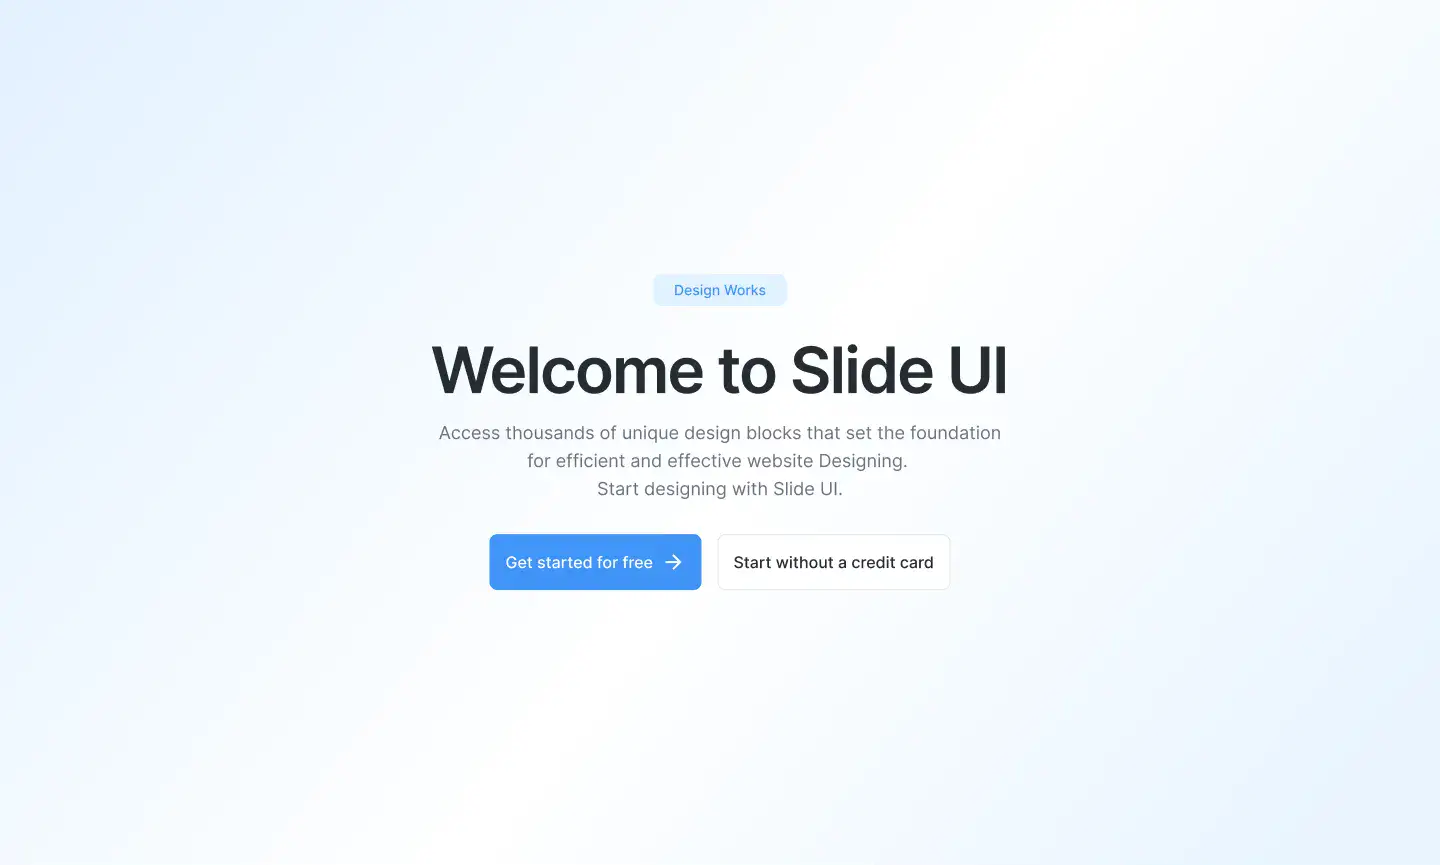 Design Works
Welcome to Slide UI
Access thousands of unique design blocks that set the foundation
for efficient and effective website Designing.
Start designing with Slide UI.
Get started for free
Start without a credit card